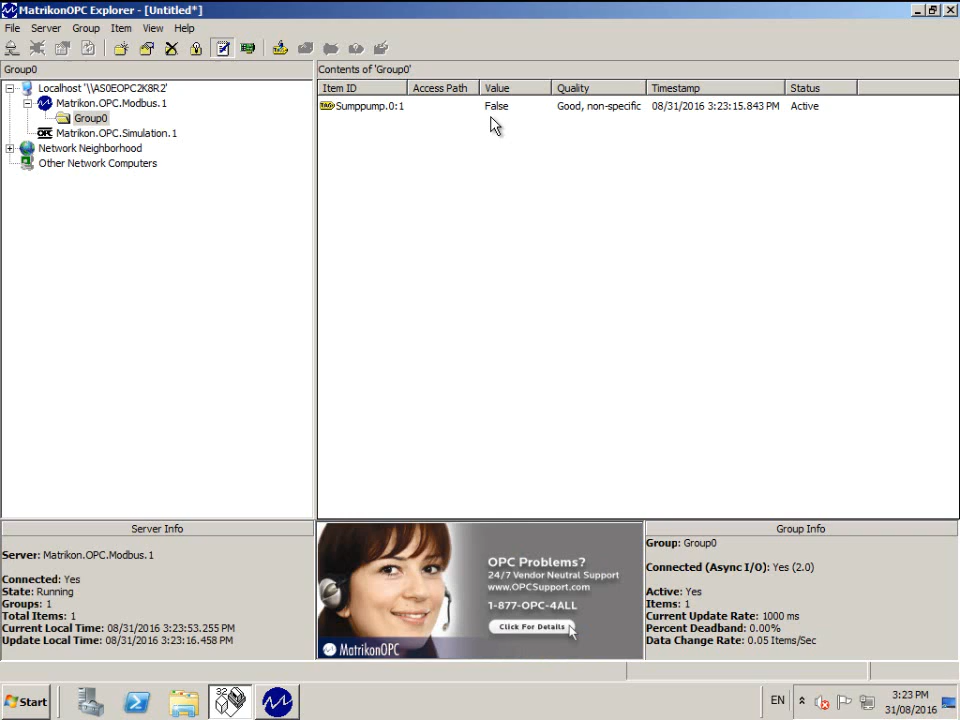 MatrikonOPC Explorer - [Untitled*]
File Server Group Item View Help
Group0
Contents of 'Group0'
Localhost '\\AS0EOPC2K8R2'
Matrikon.OPC.Modbus.1
Group0
Matrikon.OPC.Simulation.1
Network Neighborhood
Other Network Computers
Item ID Access Path Value Quality Timestamp Status
TAG Sumppump.0:1 False Good, non-specific 08/31/2016 3:23:15.843 PM Active
Server Info
Server: Matrikon.OPC.Modbus.1
Connected: Yes
State: Running
Groups: 1
Total Items: 1
Current Local Time: 08/31/2016 3:23:53.255 PM
Update Local Time: 08/31/2016 3:23:16.458 PM
OPC Problems?
24/7 Vendor Neutral Support
www.OPCSupport.com
1-877-OPC-4ALL
Click For Details
MatrikonOPC
Group Info
Group: Group0
Connected (Async I/O): Yes (2.0)
Active: Yes
Items: 1
Current Update Rate: 1000 ms
Percent Deadband: 0.00%
Data Change Rate: 0.05 Items/Sec
Start
32
EN
3:23 PM
31/08/2016